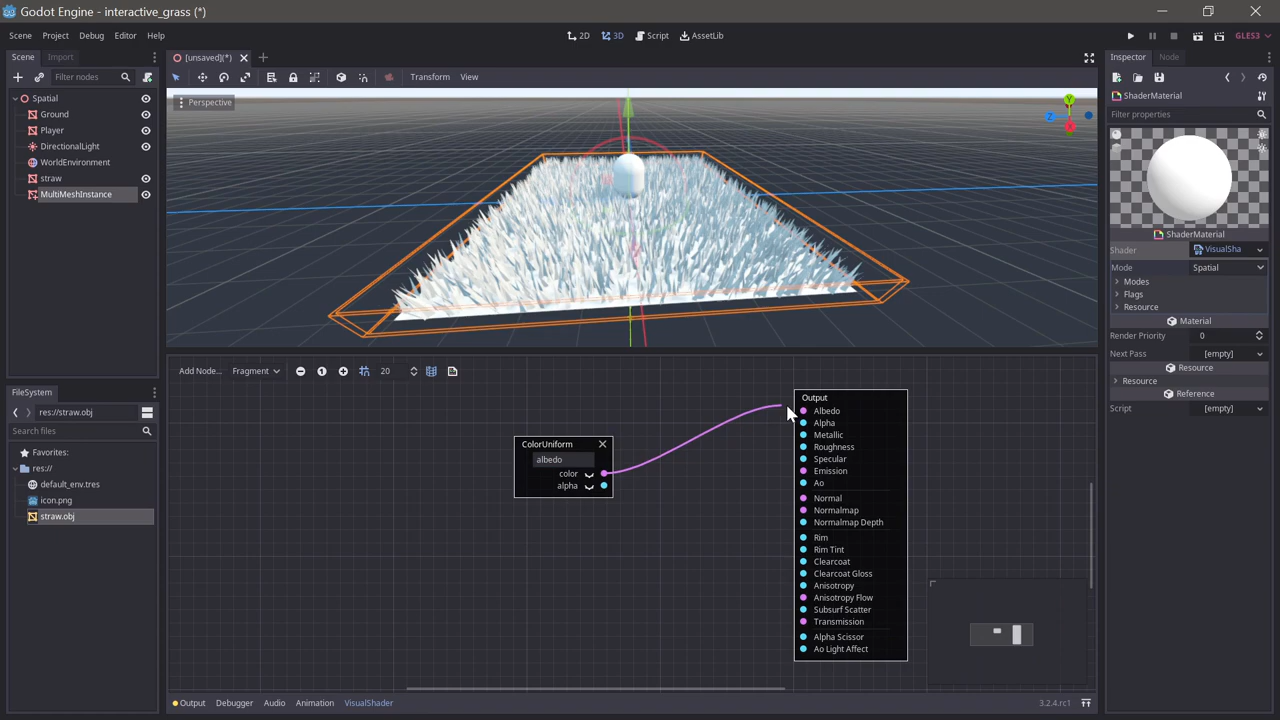 Godot Engine - interactive_grass (*)
Scene Project Debug Editor Help
2D 3D Script AssetLib
GLES3
Scene Import
[unsaved](*)
Inspector Node
Filter nodes
Transform View
ShaderMaterial
Filter properties
Spatial
Ground
Player
DirectionalLight
WorldEnvironment
straw
MultiMeshInstance
Perspective
Y
Z
X
ShaderMaterial
Shader VisualSha
Mode Spatial
Modes
Flags
Resource
Material
Render Priority 0
Next Pass [empty]
Resource
Resource
Reference
Script [empty]
FileSystem
res://straw.obj
Search files
Favorites:
res://
default_env.tres
icon.png
straw.obj
Add Node... Fragment 1 20
ColorUniform
albedo
color
alpha
Output
Albedo
Alpha
Metallic
Roughness
Specular
Emission
Ao
Normal
Normalmap
Normalmap Depth
Rim
Rim Tint
Clearcoat
Clearcoat Gloss
Anisotropy
Anisotropy Flow
Subsurf Scatter
Transmission
Alpha Scissor
Ao Light Affect
Output Debugger Audio Animation VisualShader
3.2.4.rc1